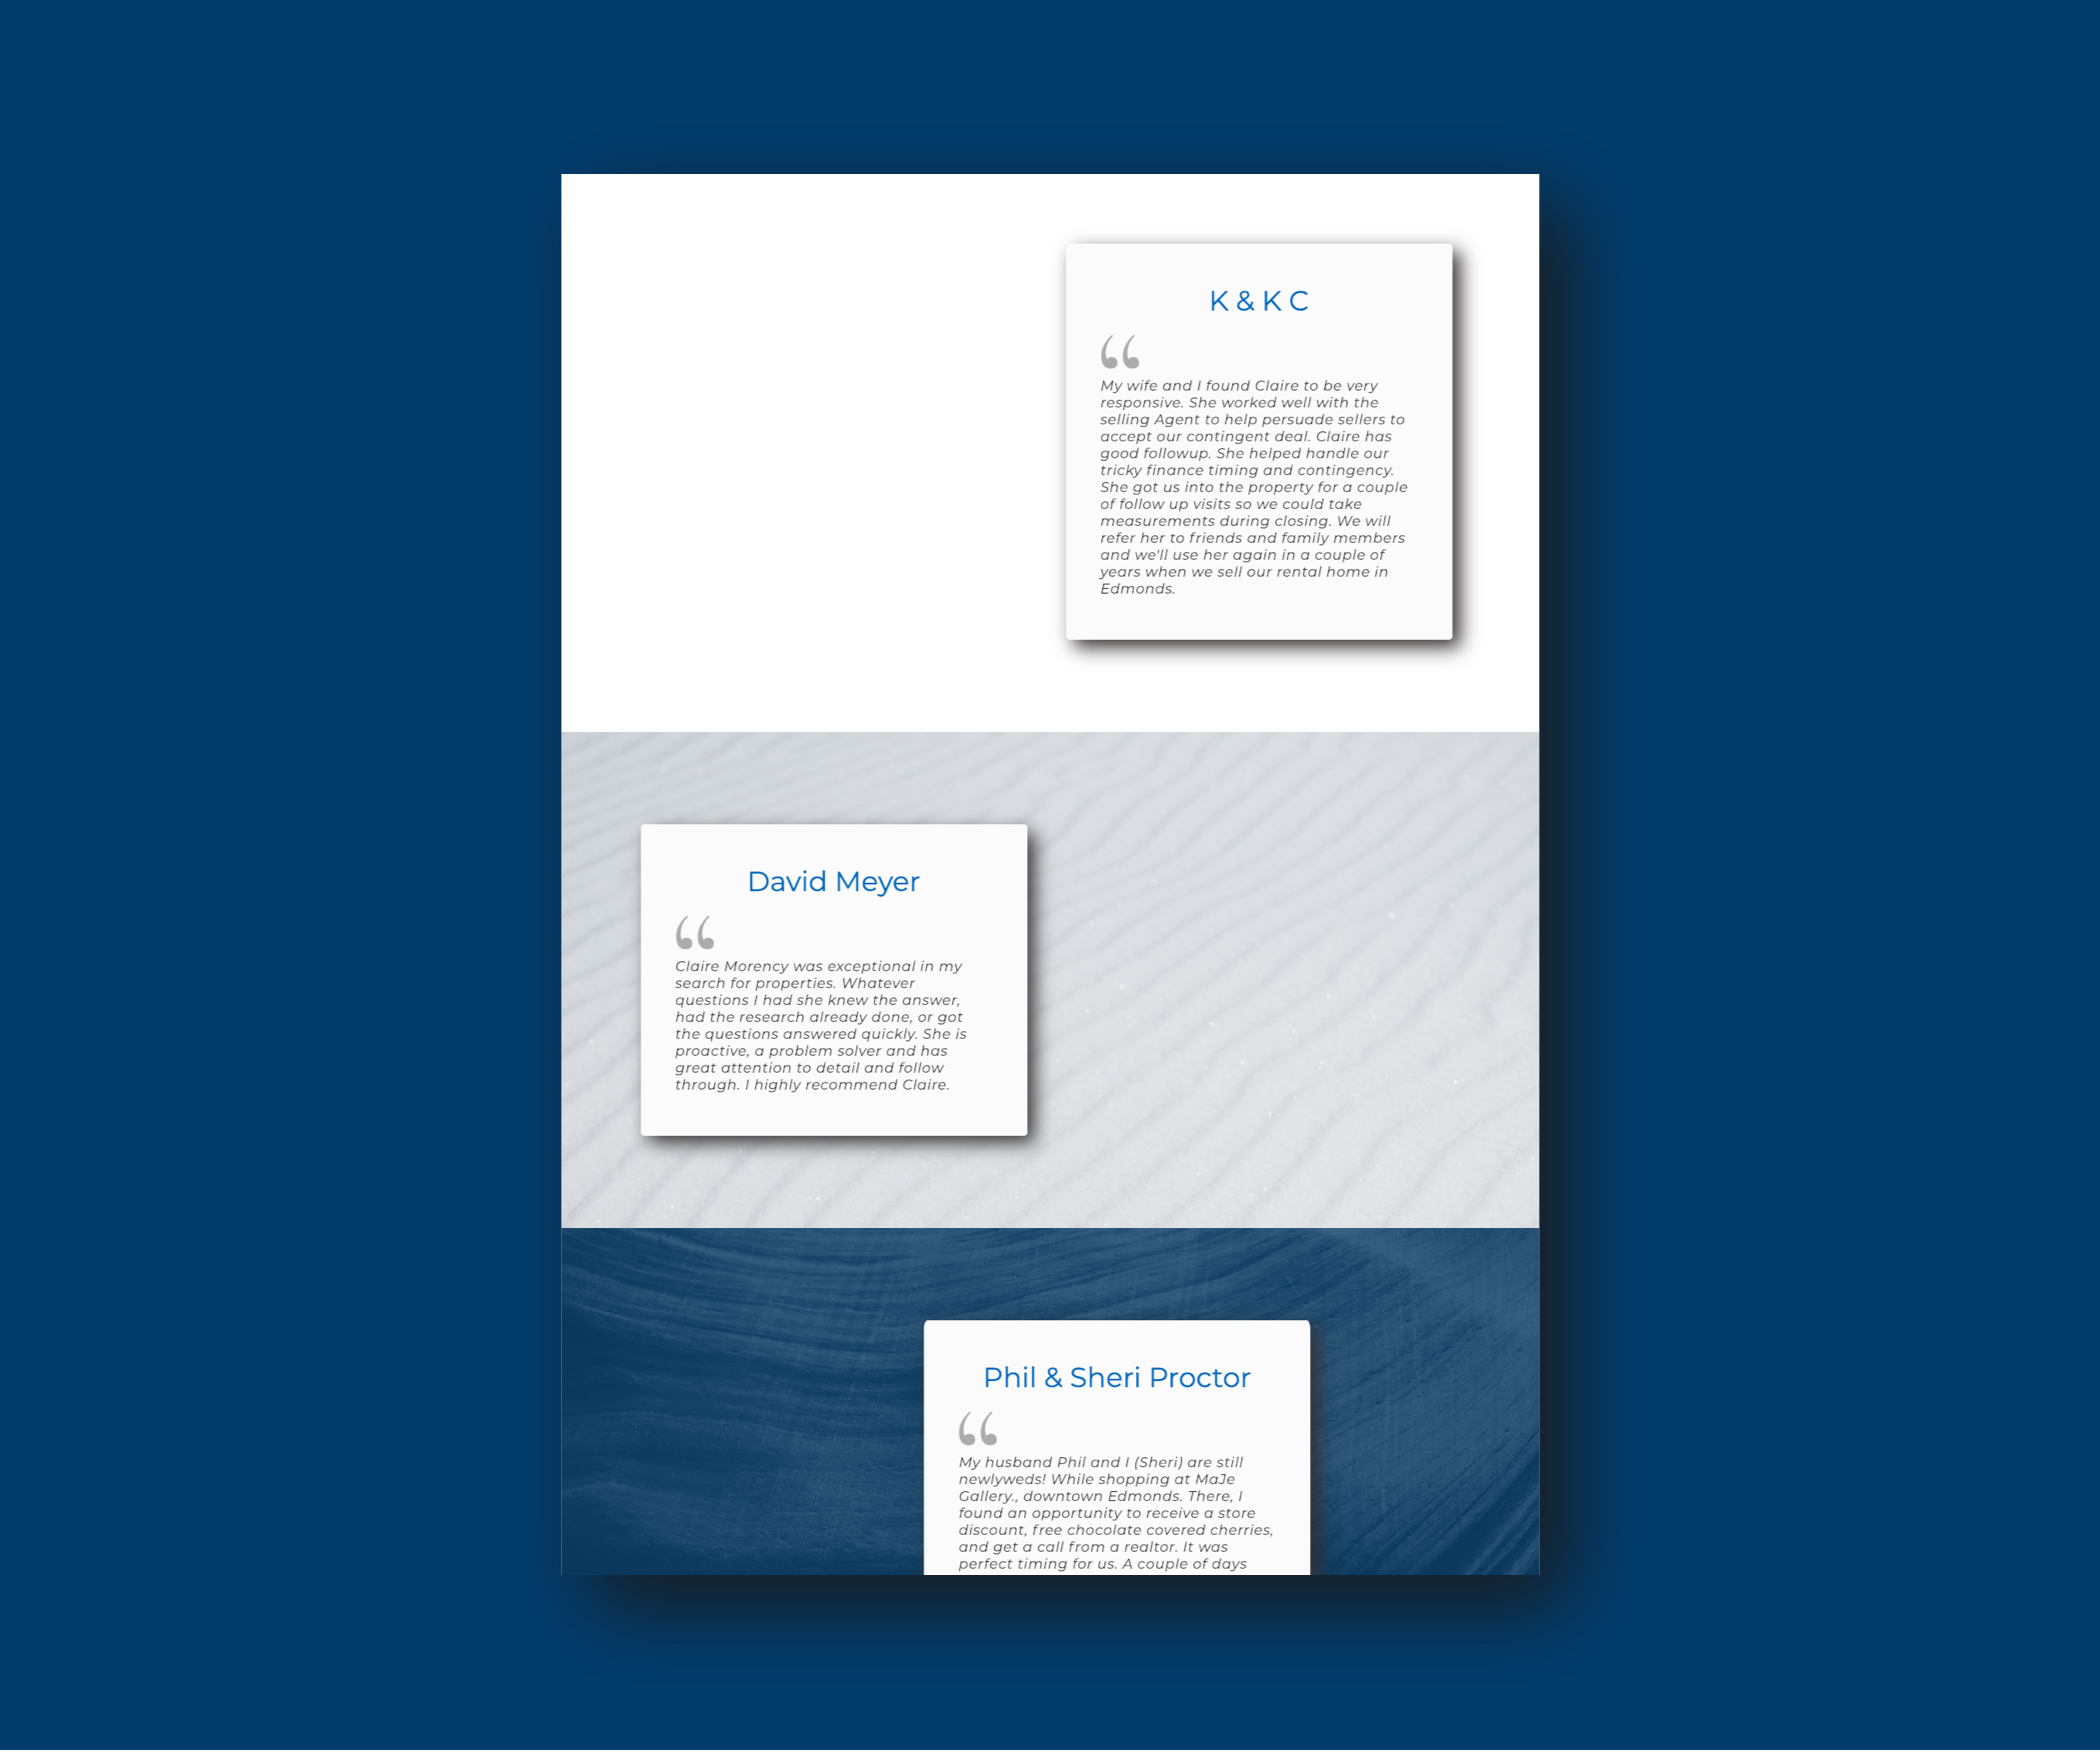 K & K C
“
My wife and I found Claire to be very
responsive. She worked well with the
selling Agent to help persuade sellers to
accept our contingent deal. Claire has
good followup. She helped handle our
tricky finance timing and contingency.
She got us into the property for a couple
of follow up visits so we could take
measurements during closing. We will
refer her to friends and family members
and we'll use her again in a couple of
years when we sell our rental home in
Edmonds.
David Meyer
“
Claire Morency was exceptional in my
search for properties. Whatever
questions I had she knew the answer,
had the research already done, or got
the questions answered quickly. She is
proactive, a problem solver and has
great attention to detail and follow
through. I highly recommend Claire.
Phil & Sheri Proctor
“
My husband Phil and I (Sheri) are still
newlyweds! While shopping at MaJe
Gallery., downtown Edmonds. There, I
found an opportunity to receive a store
discount, free chocolate covered cherries,
and get a call from a realtor. It was
perfect timing for us. A couple of days